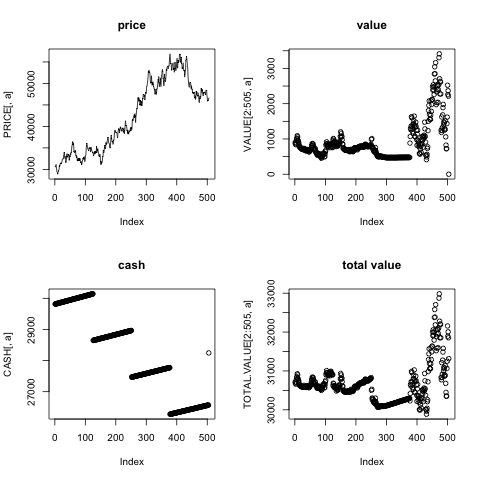 price
PRICE[, a]
30000
40000
50000
0 100 200 300 400 500
Index
value
VALUE[2:505, a]
0
1000
2000
3000
0 100 200 300 400 500
Index
cash
CASH[, a]
27000
29000
0 100 200 300 400 500
Index
total value
TOTAL.VALUE[2:505, a]
30000
31000
32000
33000
0 100 200 300 400 500
Index